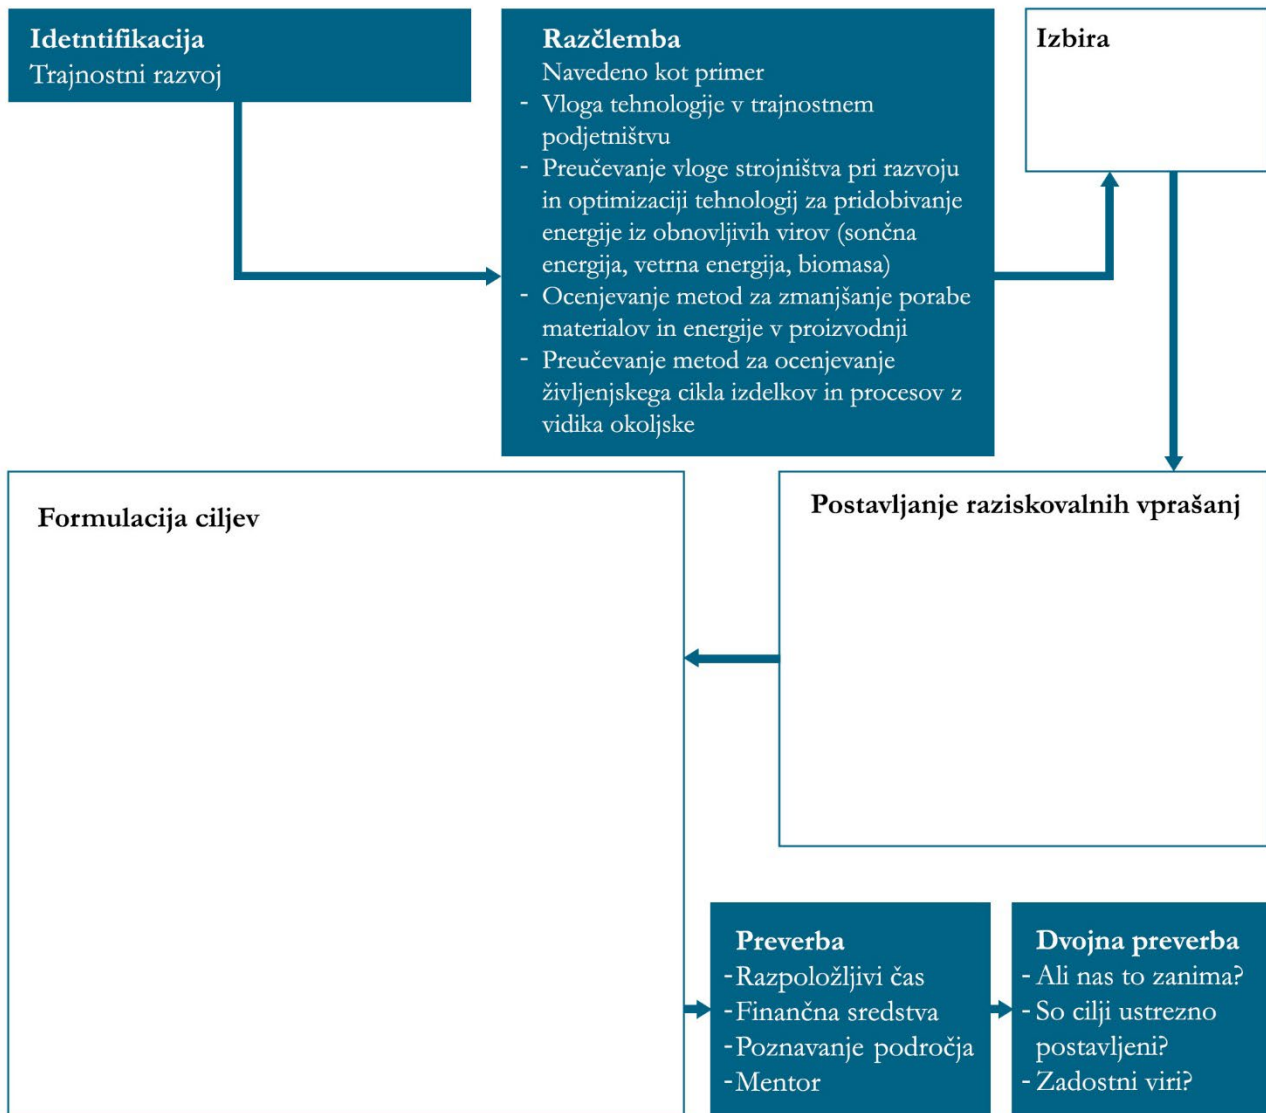 Idetntifikacija
Trajnostni razvoj
Razčlemba
Navedeno kot primer
- Vloga tehnologije v trajnostnem
podjetništvu
- Preučevanje vloge strojništva pri razvoju
in optimizaciji tehnologij za pridobivanje
energije iz obnovljivih virov (sončna
energija, vetrna energija, biomasa)
- Ocenjevanje metod za zmanjšanje porabe
materialov in energije v proizvodnji
- Preučevanje metod za ocenjevanje
življenjskega cikla izdelkov in procesov z
vidika okoljske
Izbira
Postavljanje raziskovalnih vprašanj
Formulacija ciljev
Preverba
- Razpoložljivi čas
- Finančna sredstva
- Poznavanje področja
- Mentor
Dvojna preverba
- Ali nas to zanima?
- So cilji ustrezno
postavljeni?
- Zadostni viri?